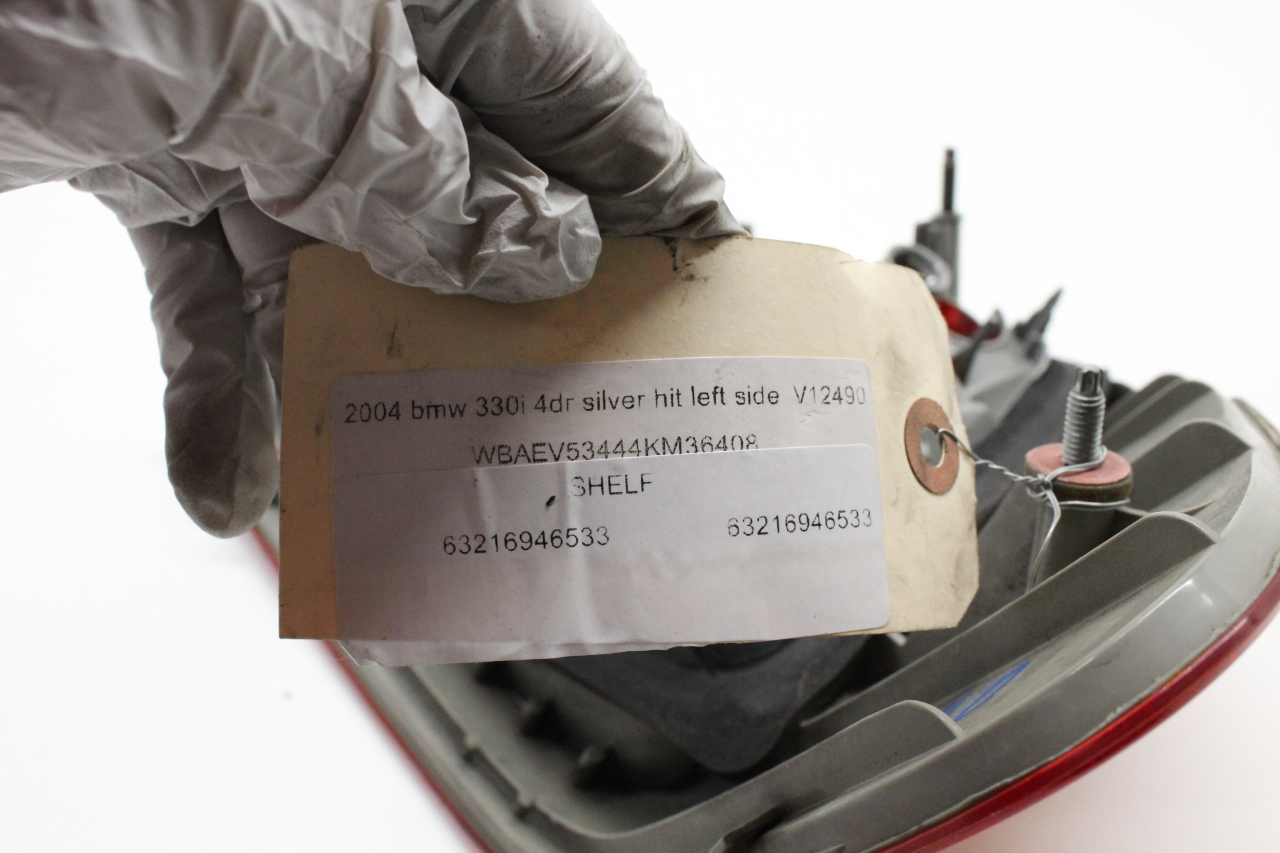 2004 bmw 330i 4dr silver hit left side V12490
WBAEV53444KM36408
SHELF
63216946533 63216946533